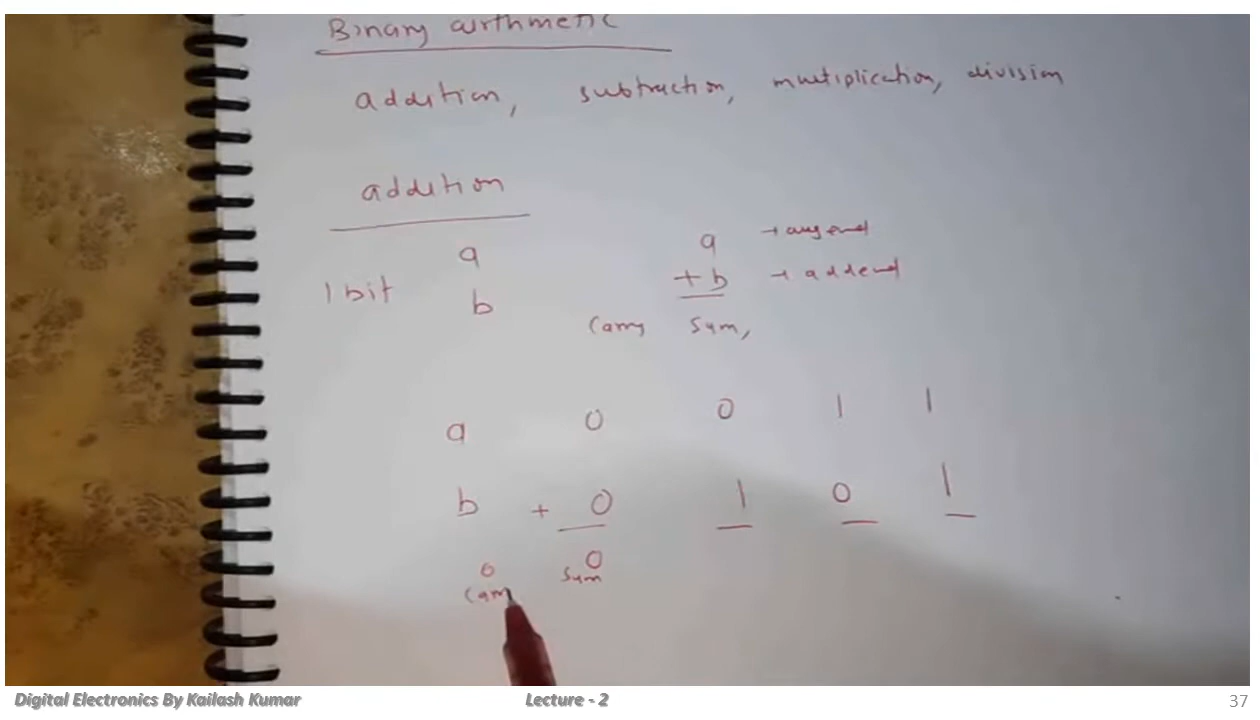 Binary airthmetic
addition, subtraction, multiplication, division
addition
a a → augend
1 bit b + b → addend
Carry Sum,
a 0 0 1 1
b + 0 1 0 1
0 0
Carry Sum
Digital Electronics By Kailash Kumar Lecture - 2 37